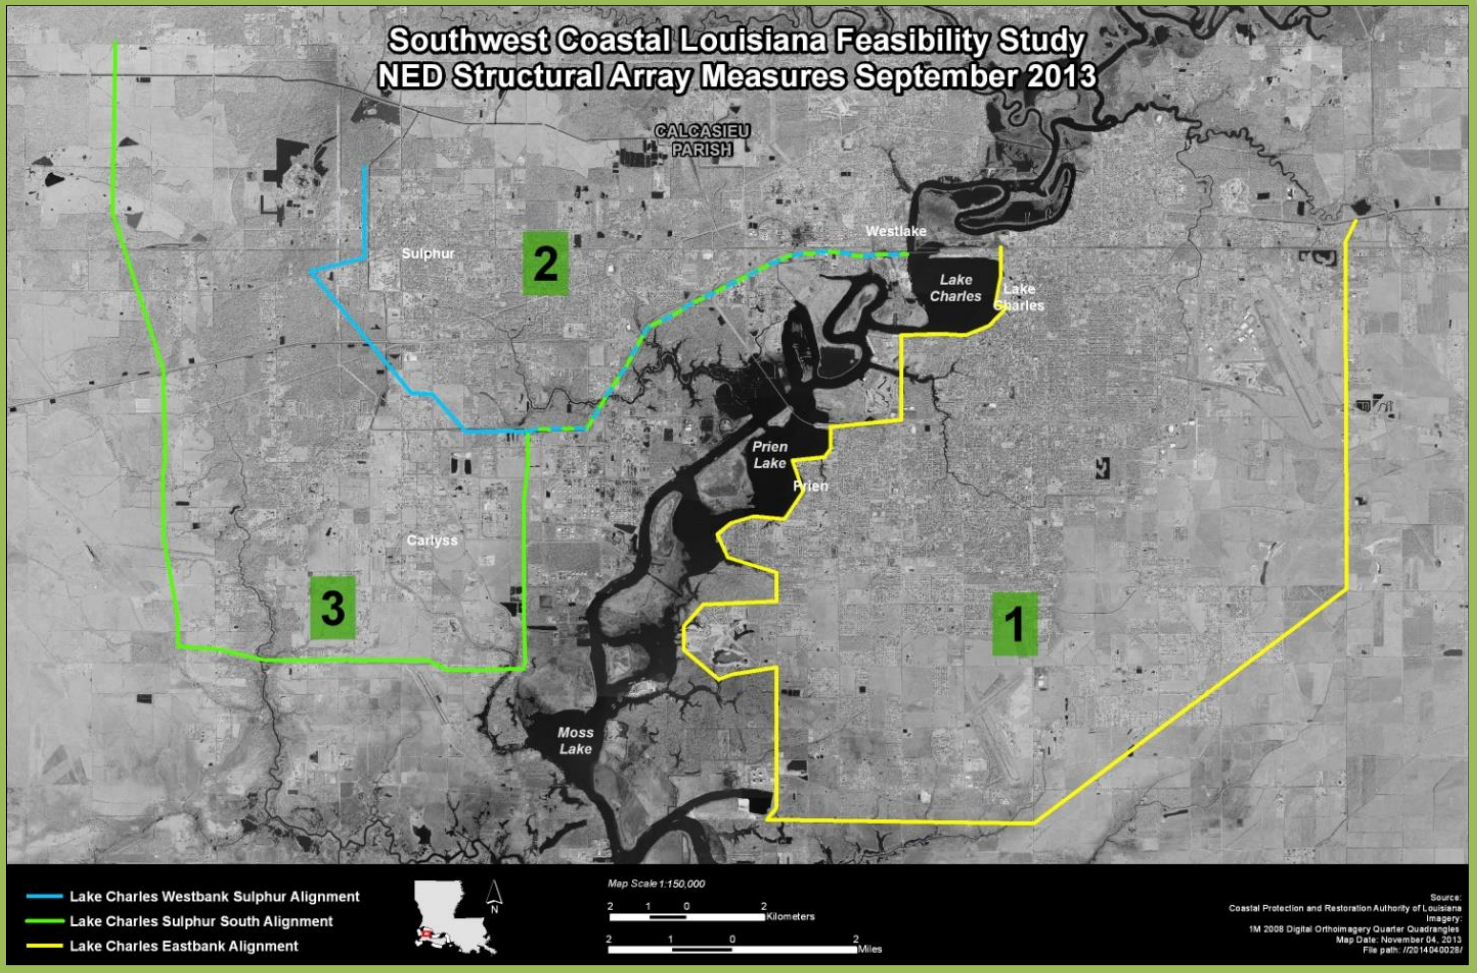 Southwest Coastal Louisiana Feasibility Study
NED Structural Array Measures September 2013
CALCASIEU
PARISH
Westlake
Sulphur
2
Lake
Charles
Lake
Charles
Prien
Lake
Prien
Carlyss
3
1
Moss
Lake
Lake Charles Westbank Sulphur Alignment
Lake Charles Sulphur South Alignment
Lake Charles Eastbank Alignment
N
Map Scale 1:150,000
2 1 0 2
Kilometers
2 1 0 2
Miles
Source:
Coastal Protection and Restoration Authority of Louisiana
Imagery:
1M 2008 Digital Orthoimagery Quarter Quadrangles
Map Date: November 04, 2013
File path: //2014040028/